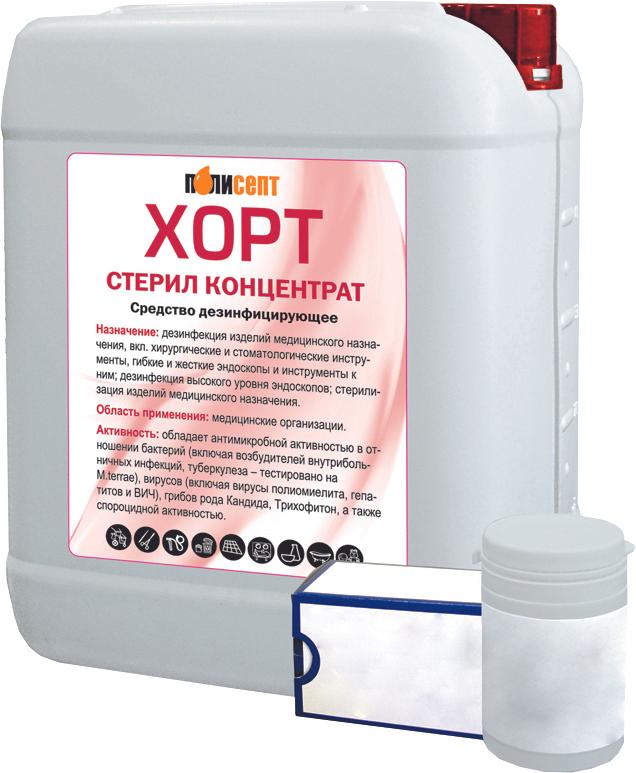 ПОЛИСЕПТ
ХОРТ
СТЕРИЛ КОНЦЕНТРАТ
Средство дезинфицирующее
Назначение: дезинфекция изделий медицинского назна-
чения, вкл. хирургические и стоматологические инстру-
менты, гибкие и жесткие эндоскопы и инструменты к
ним; дезинфекция высокого уровня эндоскопов; стерили-
зация изделий медицинского назначения.
Область применения: медицинские организации.
Активность: обладает антимикробной активностью в от-
ношении бактерий (включая возбудителей внутриболь-
ничных инфекций, туберкулеза – тестировано на
M.terrae), вирусов (включая вирусы полиомиелита, гепа-
титов и ВИЧ), грибов рода Кандида, Трихофитон, а также
спороцидной активностью.